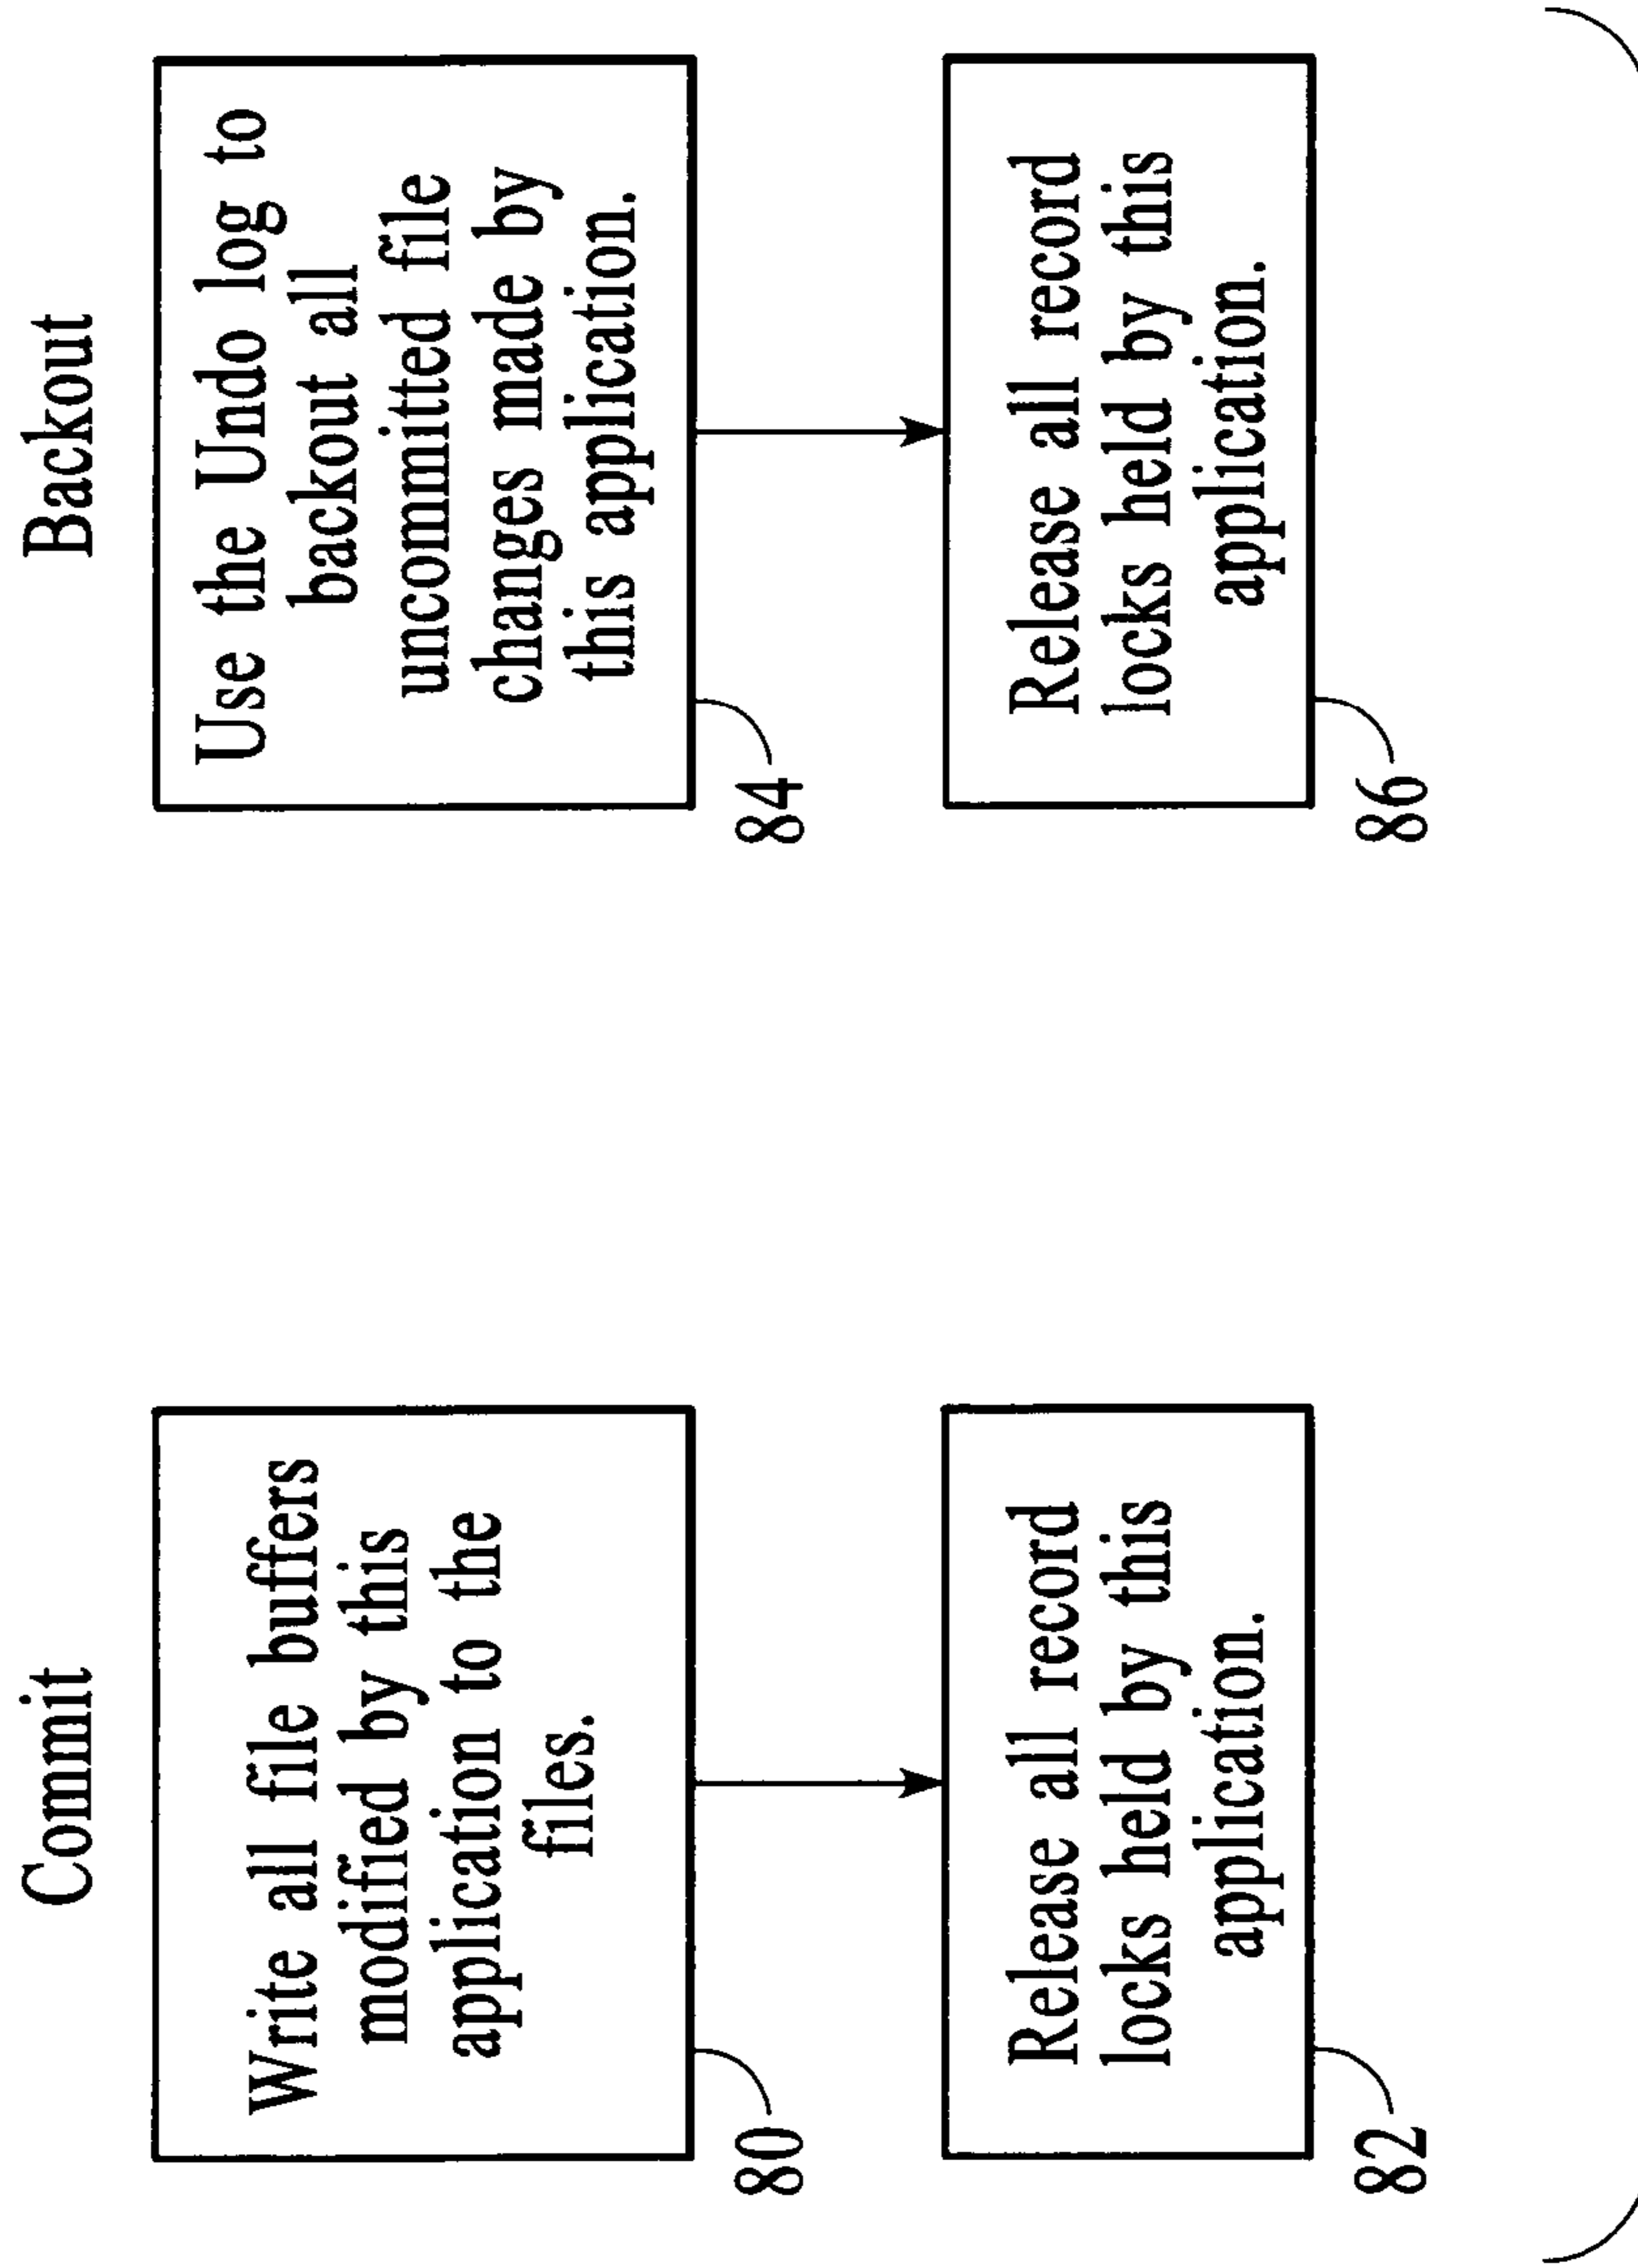 Commit
Write all file buffers
modified by this
application to the
files.
80
Release all record
locks held by this
application.
82
Backout
Use the Undo log to
backout all
uncommitted file
changes made by
this application.
84
Release all record
locks held by this
application.
86